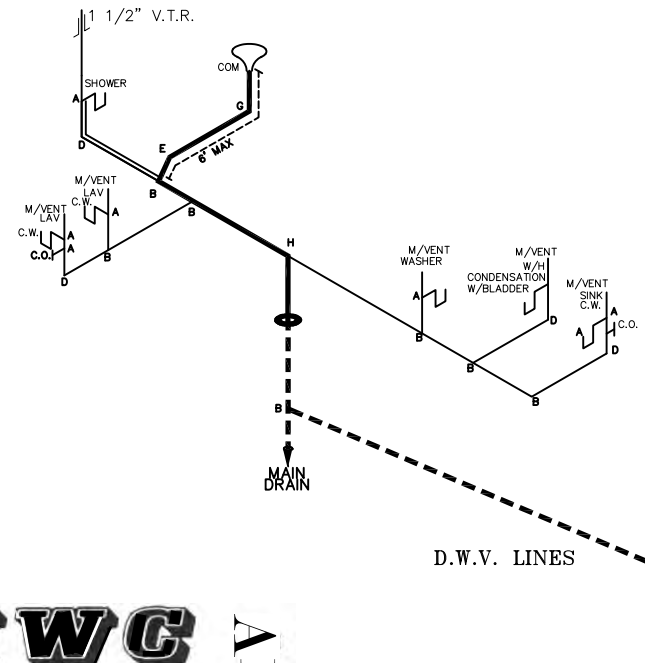 1 1/2" V.T.R.
COM
SHOWER
A
G
D
E
6' MAX
B
M/VENT
LAV
C.W.
A
M/VENT
LAV
C.W.
A
A
C.O.
B
B
D
H
M/VENT
WASHER
A
B
M/VENT
W/H
CONDENSATION
W/BLADDER
D
B
M/VENT
SINK
C.W.
A
C.O.
A
D
B
B
MAIN
DRAIN
D.W.V. LINES
WC
A